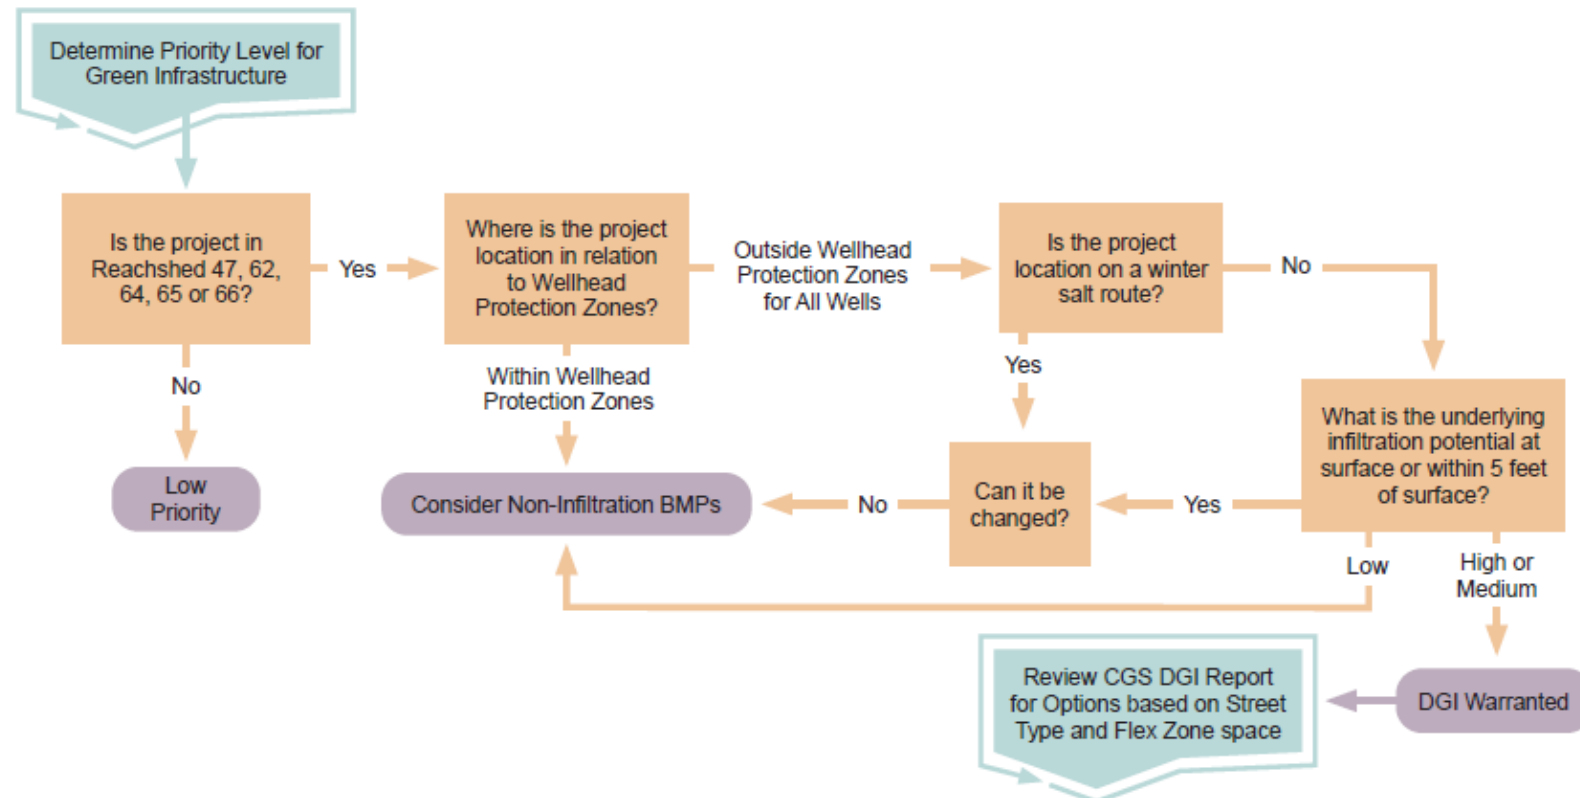 Determine Priority Level for
Green Infrastructure
Is the project in
Reachshed 47, 62,
64, 65 or 66?
Yes
Where is the project
location in relation
to Wellhead
Protection Zones?
Outside Wellhead
Protection Zones
for All Wells
Is the project
location on a winter
salt route?
No
No
Within Wellhead
Protection Zones
Yes
What is the underlying
infiltration potential at
surface or within 5 feet
of surface?
Low
Priority
Consider Non-Infiltration BMPs
No
Can it be
changed?
Yes
Low
High or
Medium
Review CGS DGI Report
for Options based on Street
Type and Flex Zone space
DGI Warranted